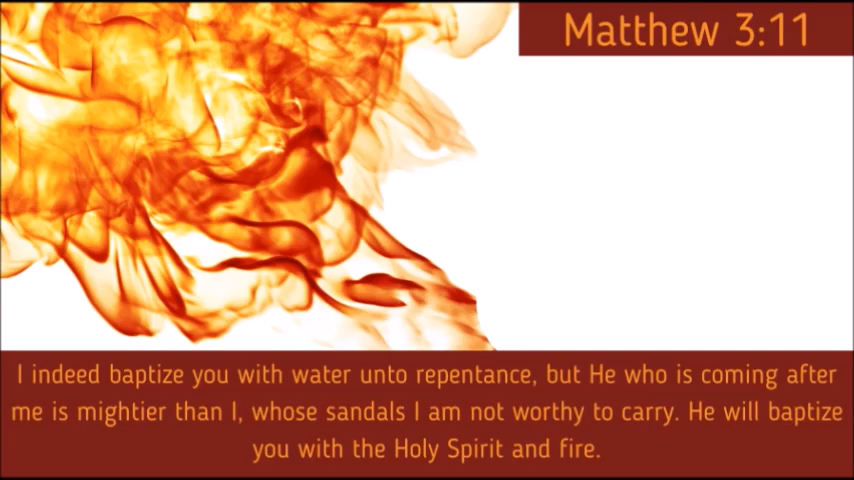 Matthew 3:11
I indeed baptize you with water unto repentance, but He who is coming after
me is mightier than I, whose sandals I am not worthy to carry. He will baptize
you with the Holy Spirit and fire.